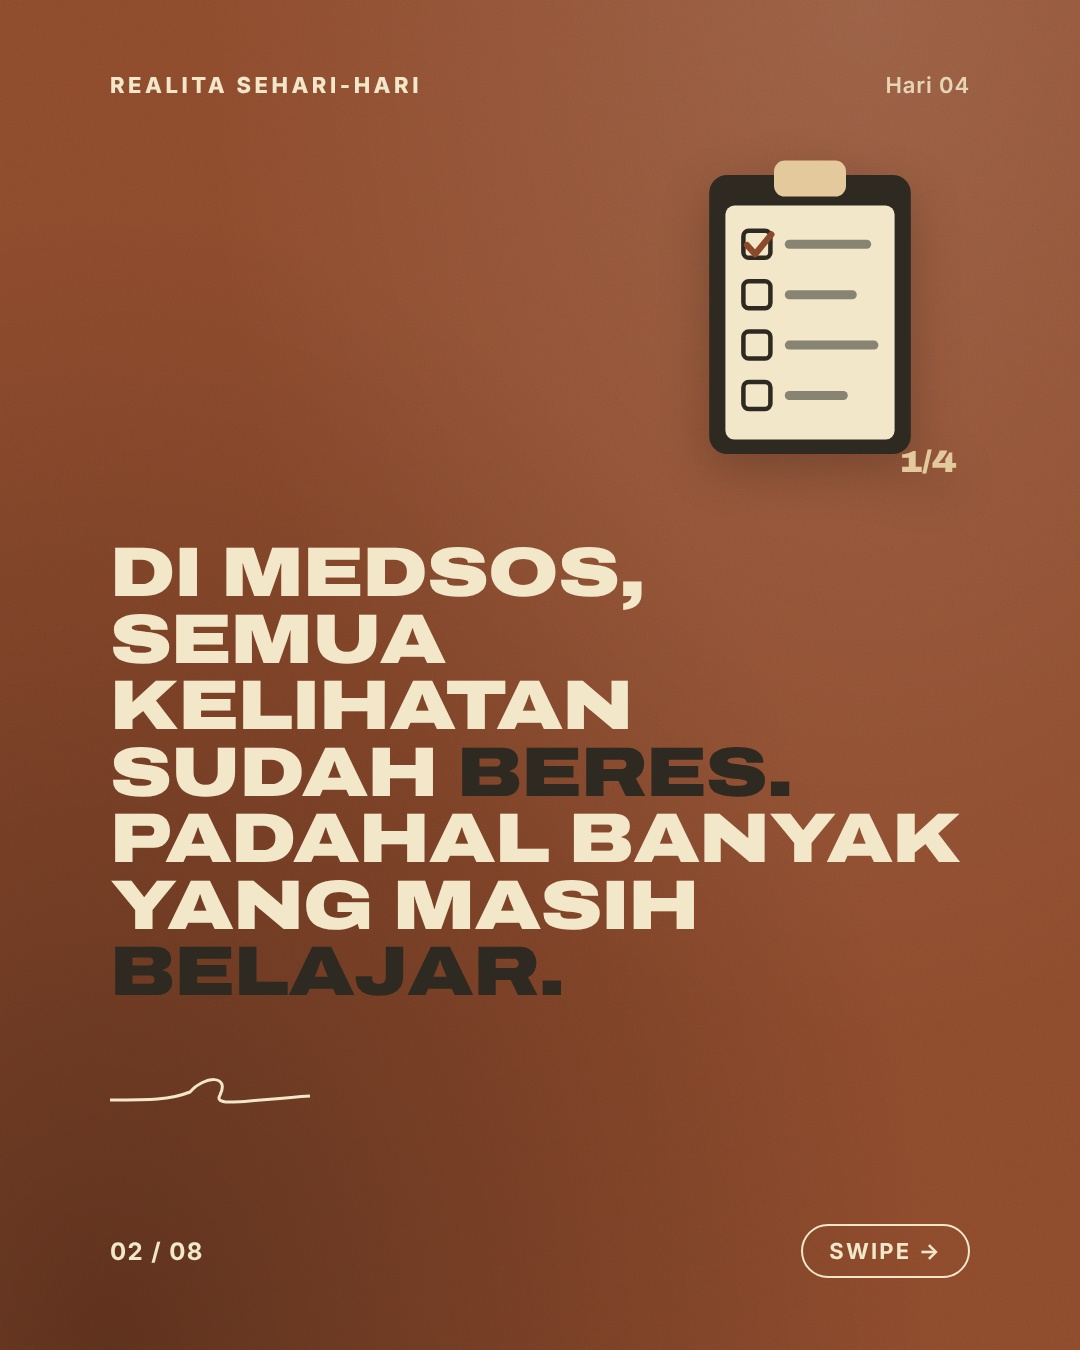 REALITA SEHARI-HARI
Hari 04
1/4
DI MEDSOS,
SEMUA
KELIHATAN
SUDAH BERES.
PADAHAL BANYAK
YANG MASIH
BELAJAR.
02 / 08
SWIPE →